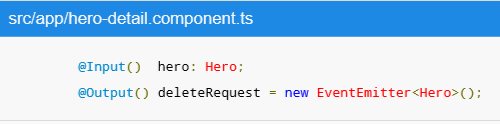 src/app/hero-detail.component.ts
@Input()  hero: Hero;
@Output() deleteRequest = new EventEmitter<Hero>();